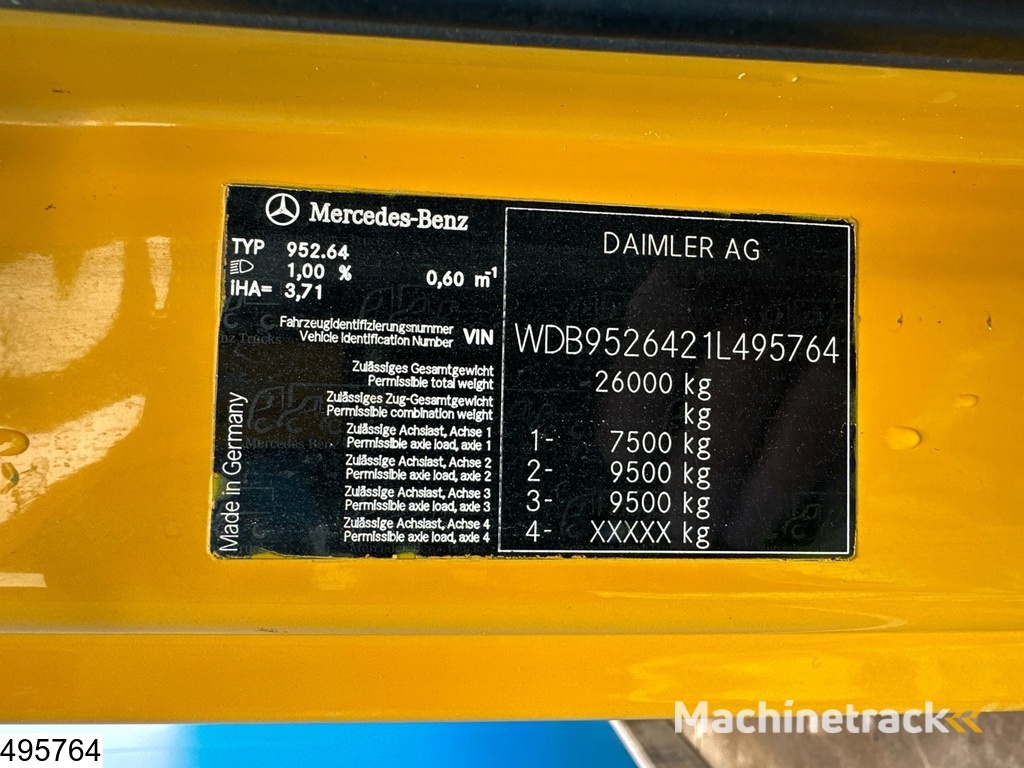 Mercedes-Benz
TYP 952.64
1,00 % 0,60 m-1
iHA= 3,71
DAIMLER AG
Fahrzeugidentifizierungsnummer
Vehicle Identification Number VIN WDB9526421L495764
Zulässiges Gesamtgewicht
Permissible total weight 26000 kg
Zulässiges Zug-Gesamtgewicht
Permissible combination weight kg
Zulässige Achslast, Achse 1
Permissible axle load, axle 1 1- 7500 kg
Zulässige Achslast, Achse 2
Permissible axle load, axle 2 2- 9500 kg
Zulässige Achslast, Achse 3
Permissible axle load, axle 3 3- 9500 kg
Zulässige Achslast, Achse 4
Permissible axle load, axle 4 4- XXXXX kg
Made in Germany
Machinetrack
495764